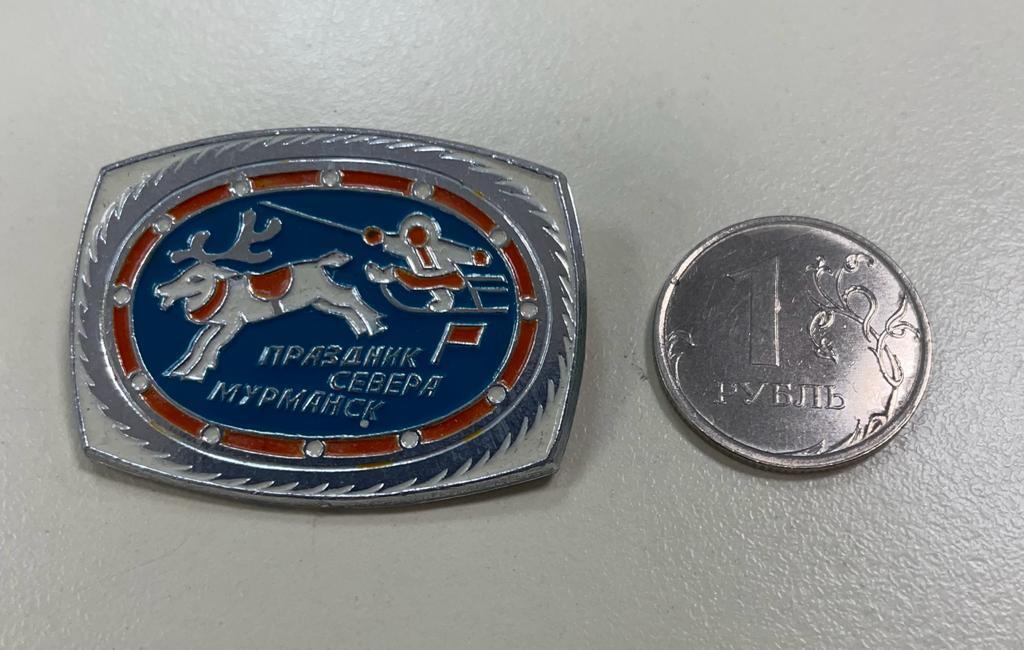 ПРАЗДНИК
СЕВЕРА
МУРМАНСК
1
РУБЛЬ